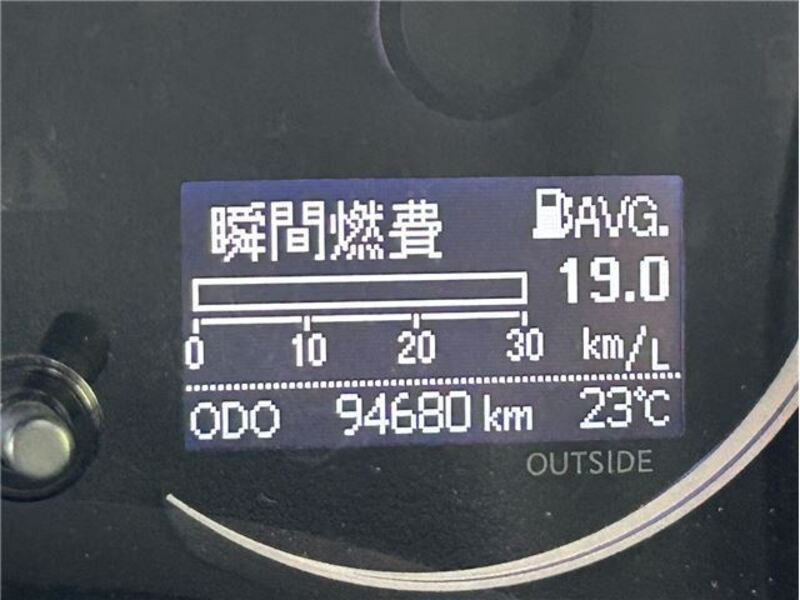 瞬間燃費
AVG.
19.0
0 10 20 30 km/L
ODO 94680 km 23℃
OUTSIDE